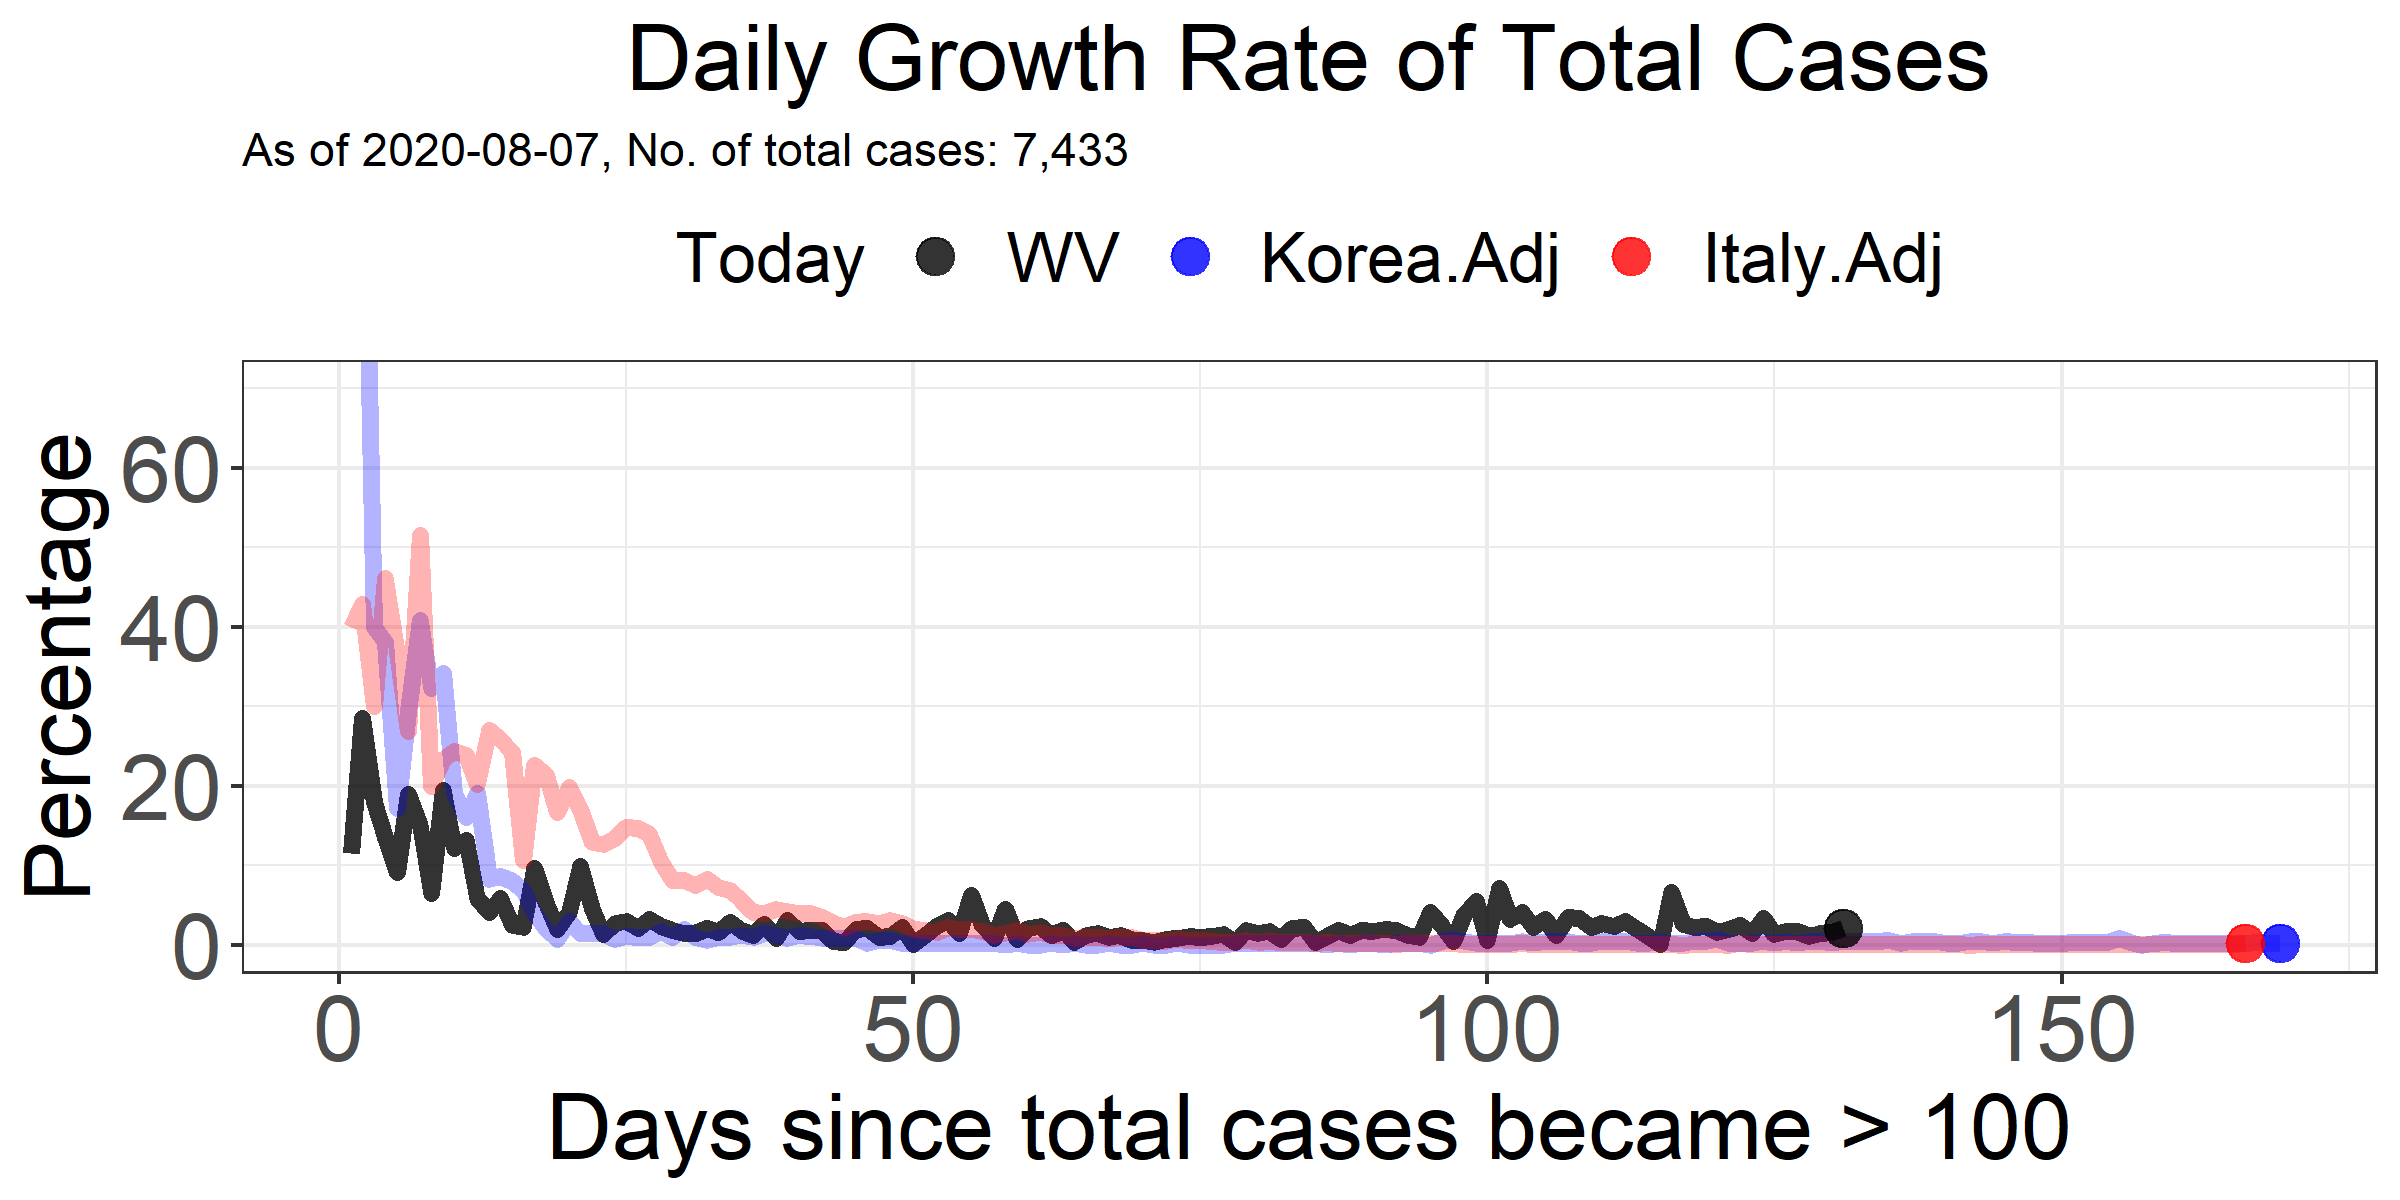 Daily Growth Rate of Total Cases
As of 2020-08-07, No. of total cases: 7,433
Today WV Korea.Adj Italy.Adj
Percentage
60
40
20
0
0 50 100 150
Days since total cases became > 100